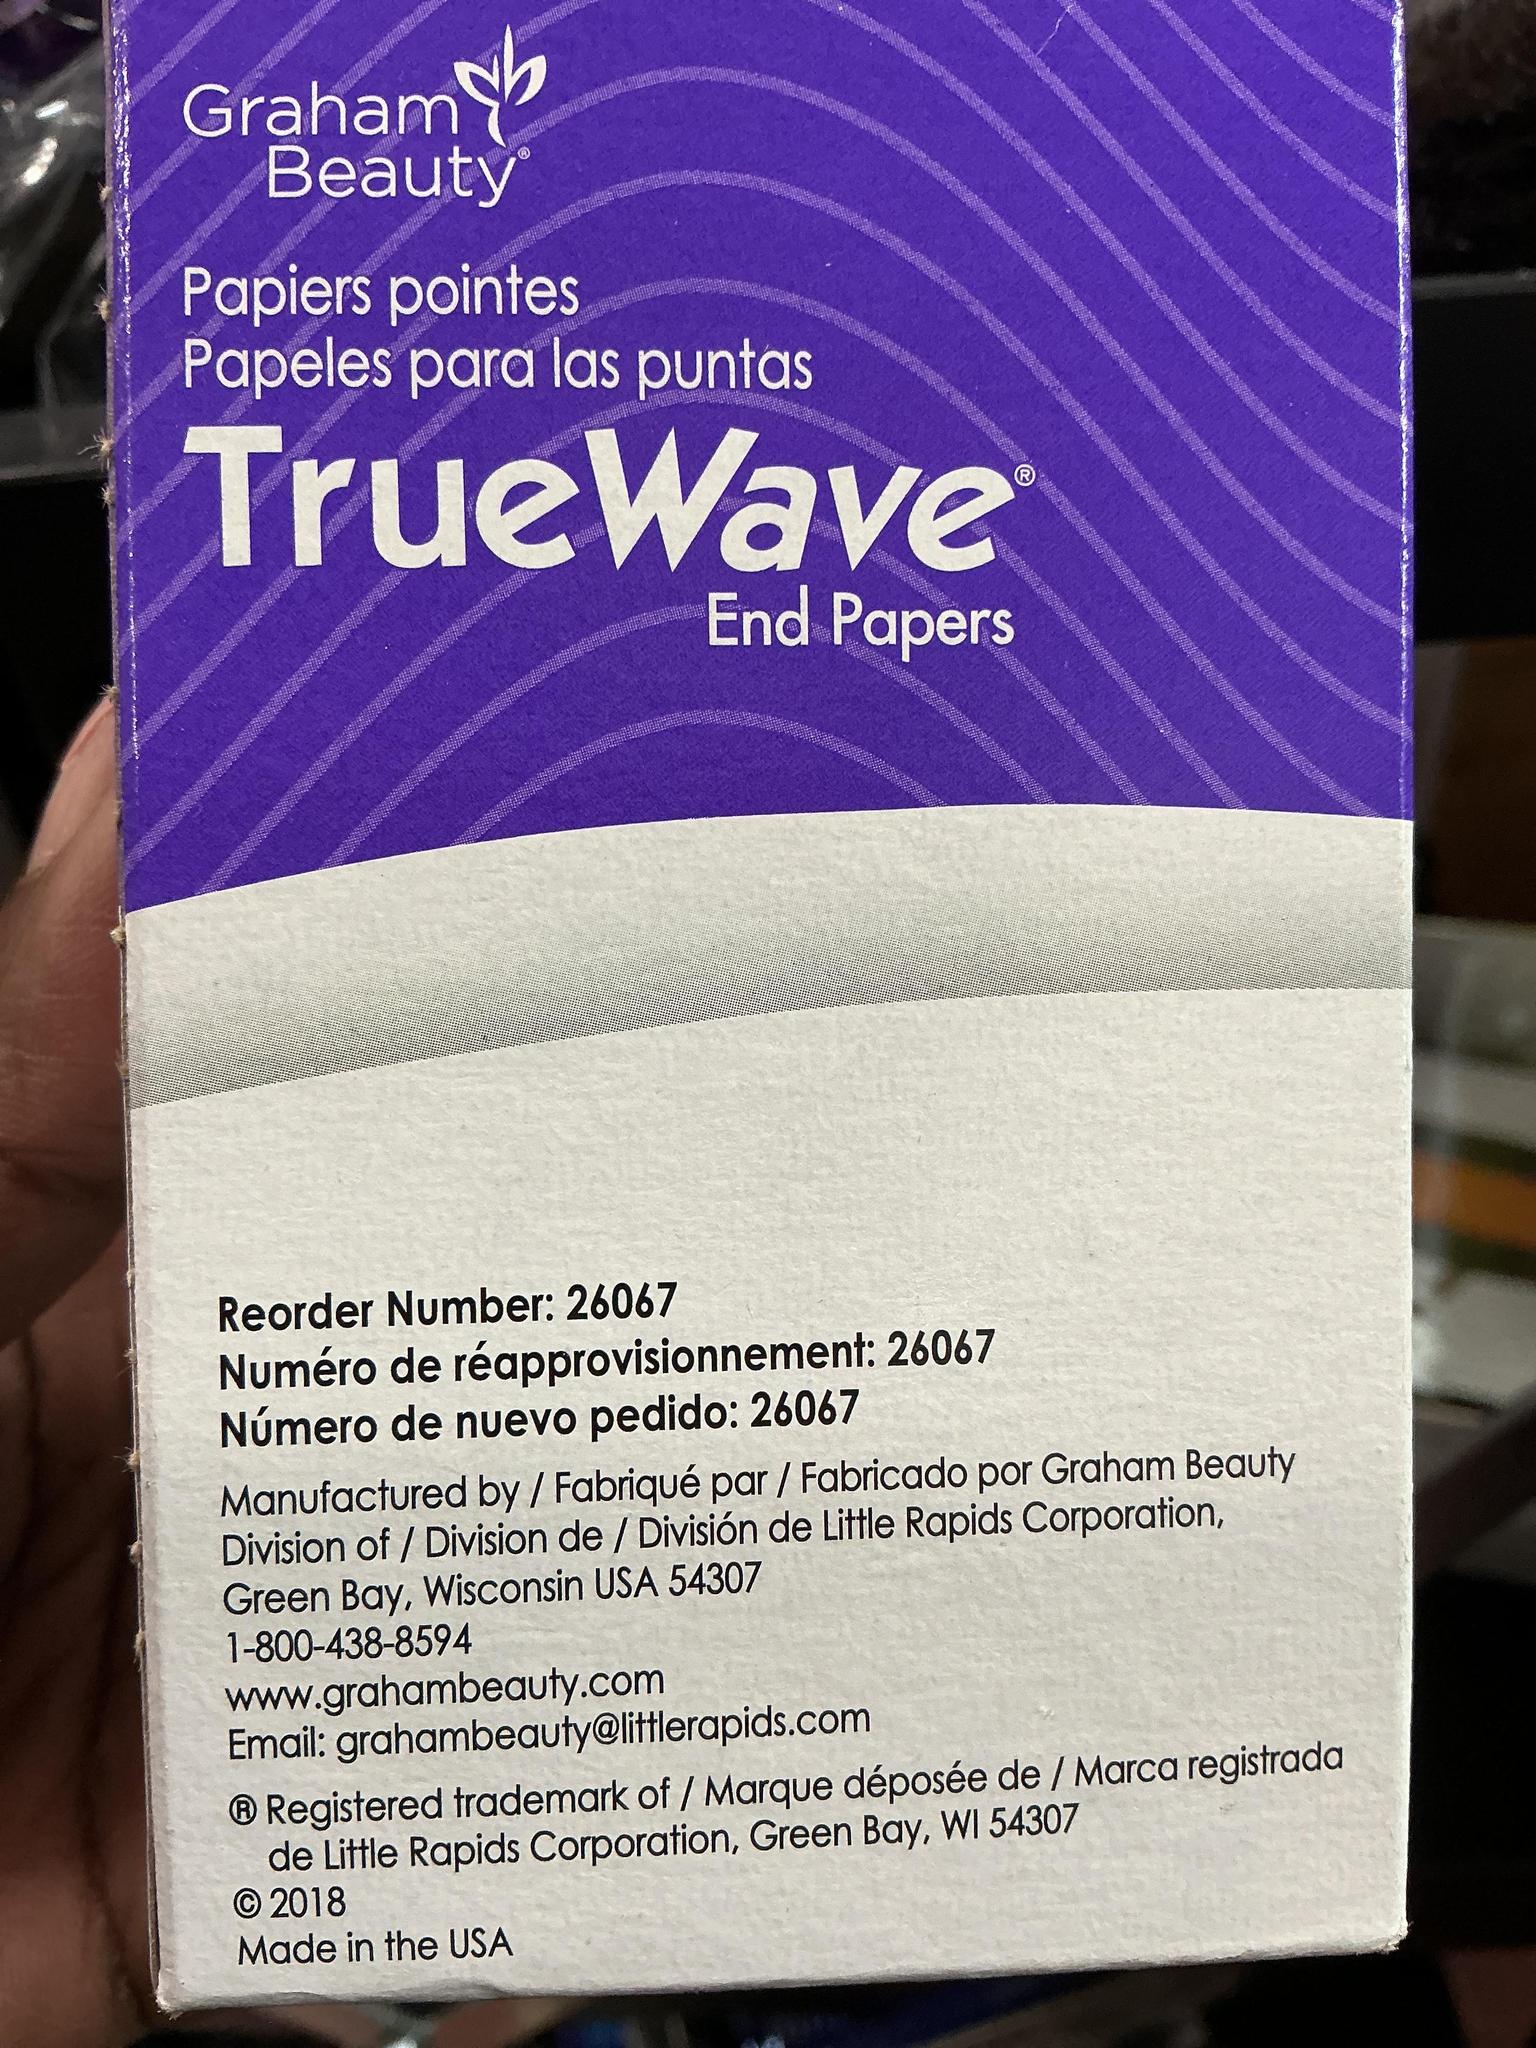 Graham
Beauty®
Papiers pointes
Papeles para las puntas
TrueWave®
End Papers
Reorder Number: 26067
Numéro de réapprovisionnement: 26067
Número de nuevo pedido: 26067
Manufactured by / Fabriqué par / Fabricado por Graham Beauty
Division of / Division de / División de Little Rapids Corporation,
Green Bay, Wisconsin USA 54307
1-800-438-8594
www.grahambeauty.com
Email: grahambeauty@littlerapids.com
® Registered trademark of / Marque déposée de / Marca registrada
de Little Rapids Corporation, Green Bay, WI 54307
© 2018
Made in the USA